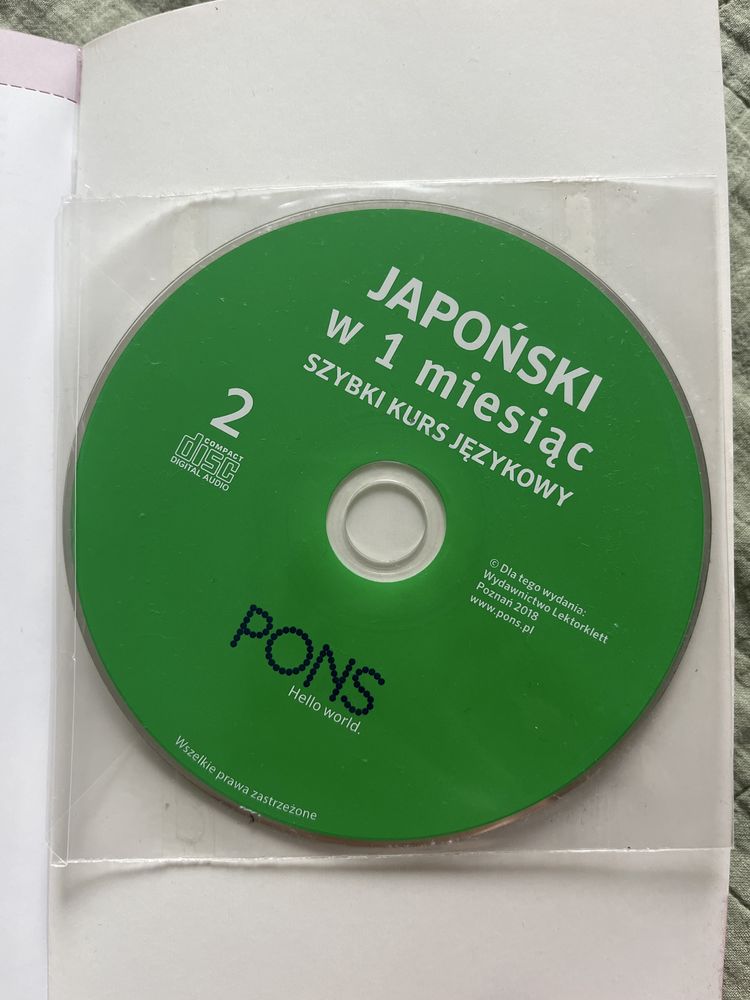 JAPOŃSKI
w 1 miesiąc
SZYBKI KURS JĘZYKOWY
2
COMPACT
disc
DIGITAL AUDIO
© Dla tego wydania:
Wydawnictwo Lektorklett
Poznań 2018
www.pons.pl
PONS
Hello world.
Wszelkie prawa zastrzeżone